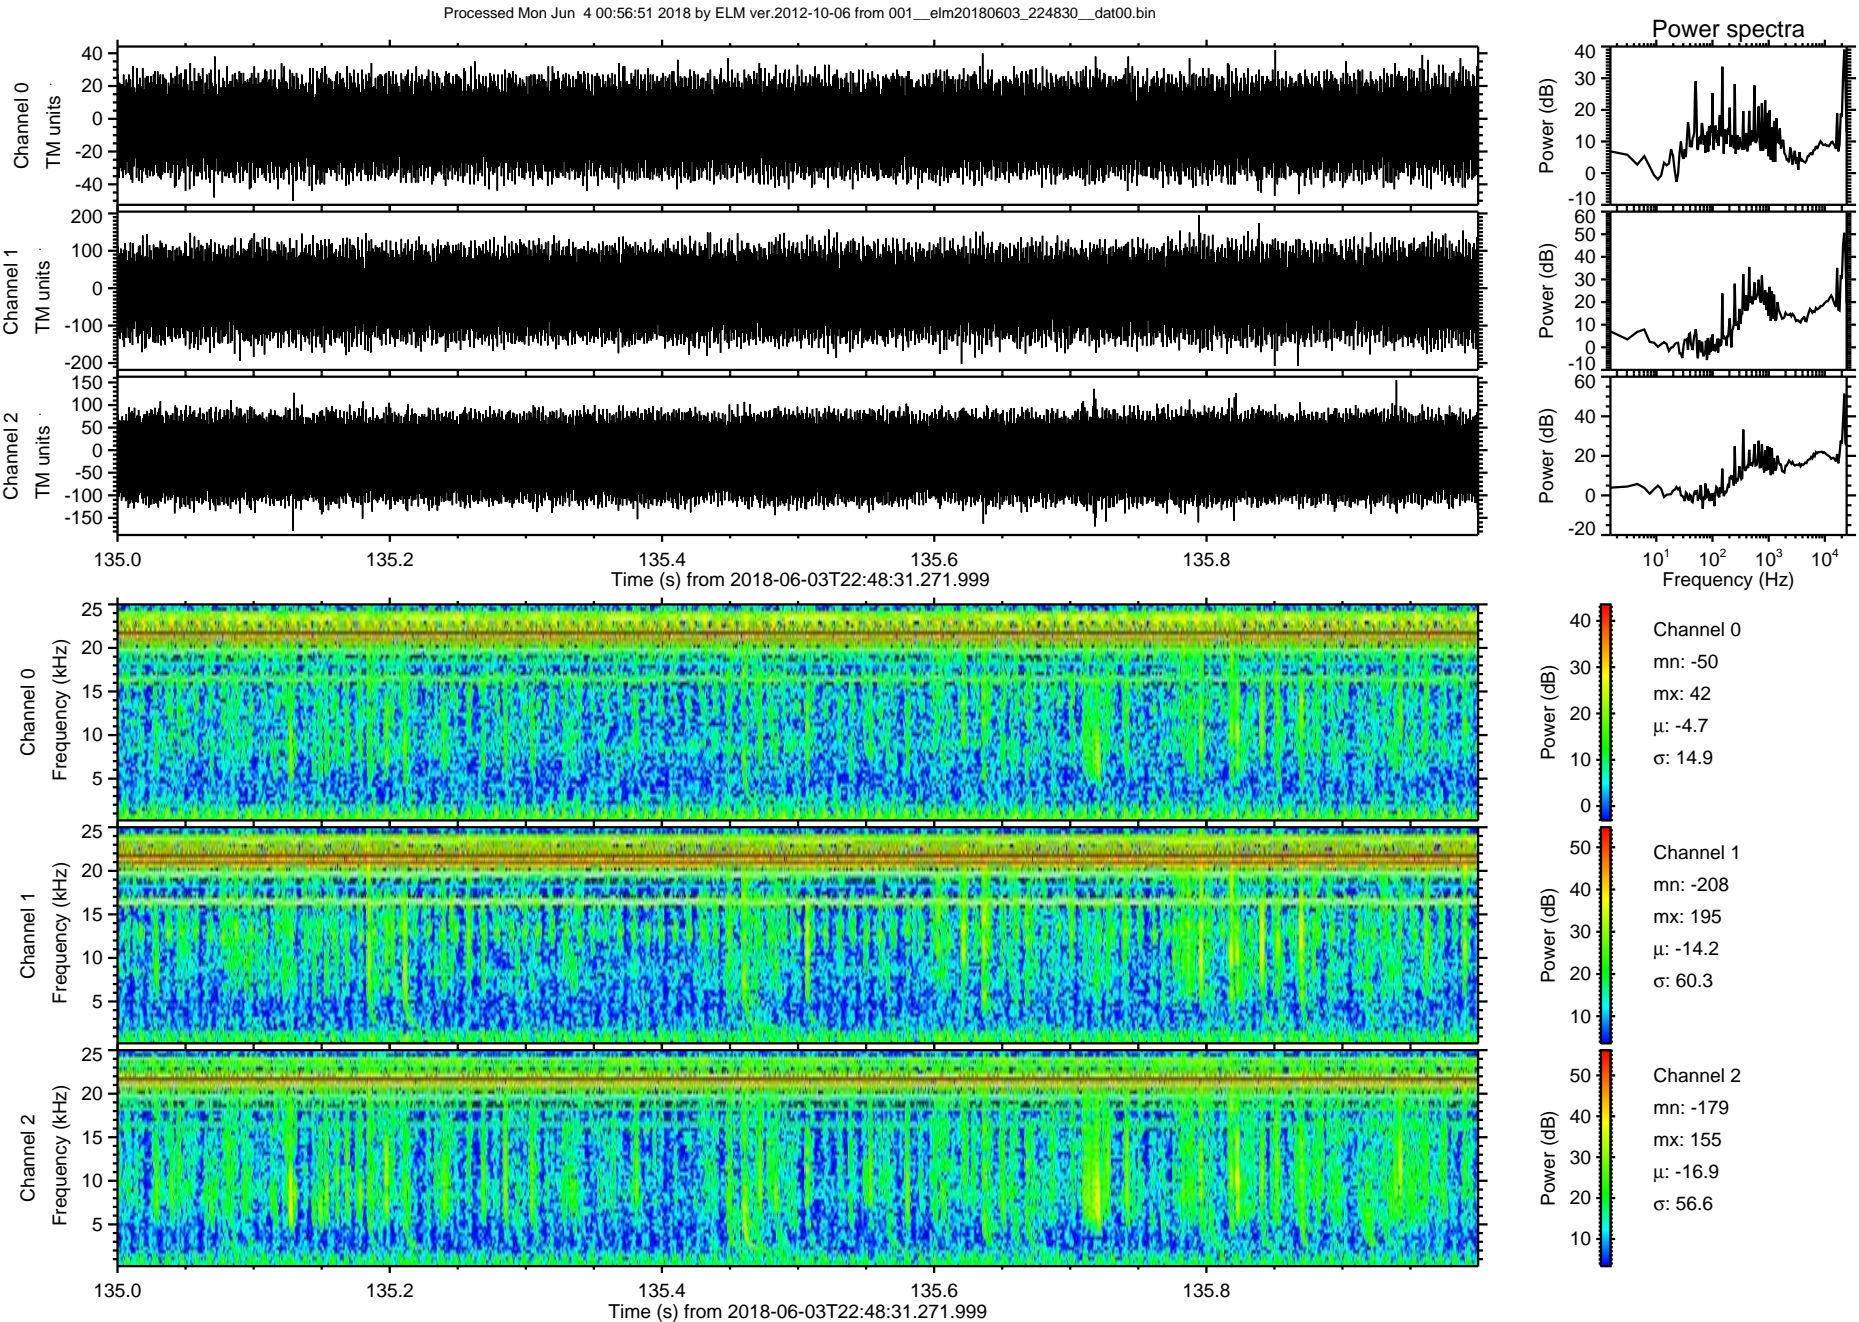 Processed Mon Jun  4 00:56:51 2018 by ELM ver.2012-10-06 from 001__elm20180603_224830__dat00.bin
Power spectra
Channel 0
TM units
40
20
0
-20
-40
Power (dB)
40
30
20
10
0
-10
Channel 1
TM units
200
100
0
-100
-200
Power (dB)
60
50
40
30
20
10
0
-10
Channel 2
TM units
150
100
50
0
-50
-100
-150
Power (dB)
60
40
20
0
-20
135.0 135.2 135.4 135.6 135.8
Time (s) from 2018-06-03T22:48:31.271.999
10¹ 10² 10³ 10⁴
Frequency (Hz)
Channel 0
Frequency (kHz)
25
20
15
10
5
Power (dB)
40
30
20
10
0
Channel 0
mn: -50
mx: 42
μ: -4.7
σ: 14.9
Channel 1
Frequency (kHz)
25
20
15
10
5
Power (dB)
50
40
30
20
10
Channel 1
mn: -208
mx: 195
μ: -14.2
σ: 60.3
Channel 2
Frequency (kHz)
25
20
15
10
5
Power (dB)
50
40
30
20
10
Channel 2
mn: -179
mx: 155
μ: -16.9
σ: 56.6
135.0 135.2 135.4 135.6 135.8
Time (s) from 2018-06-03T22:48:31.271.999